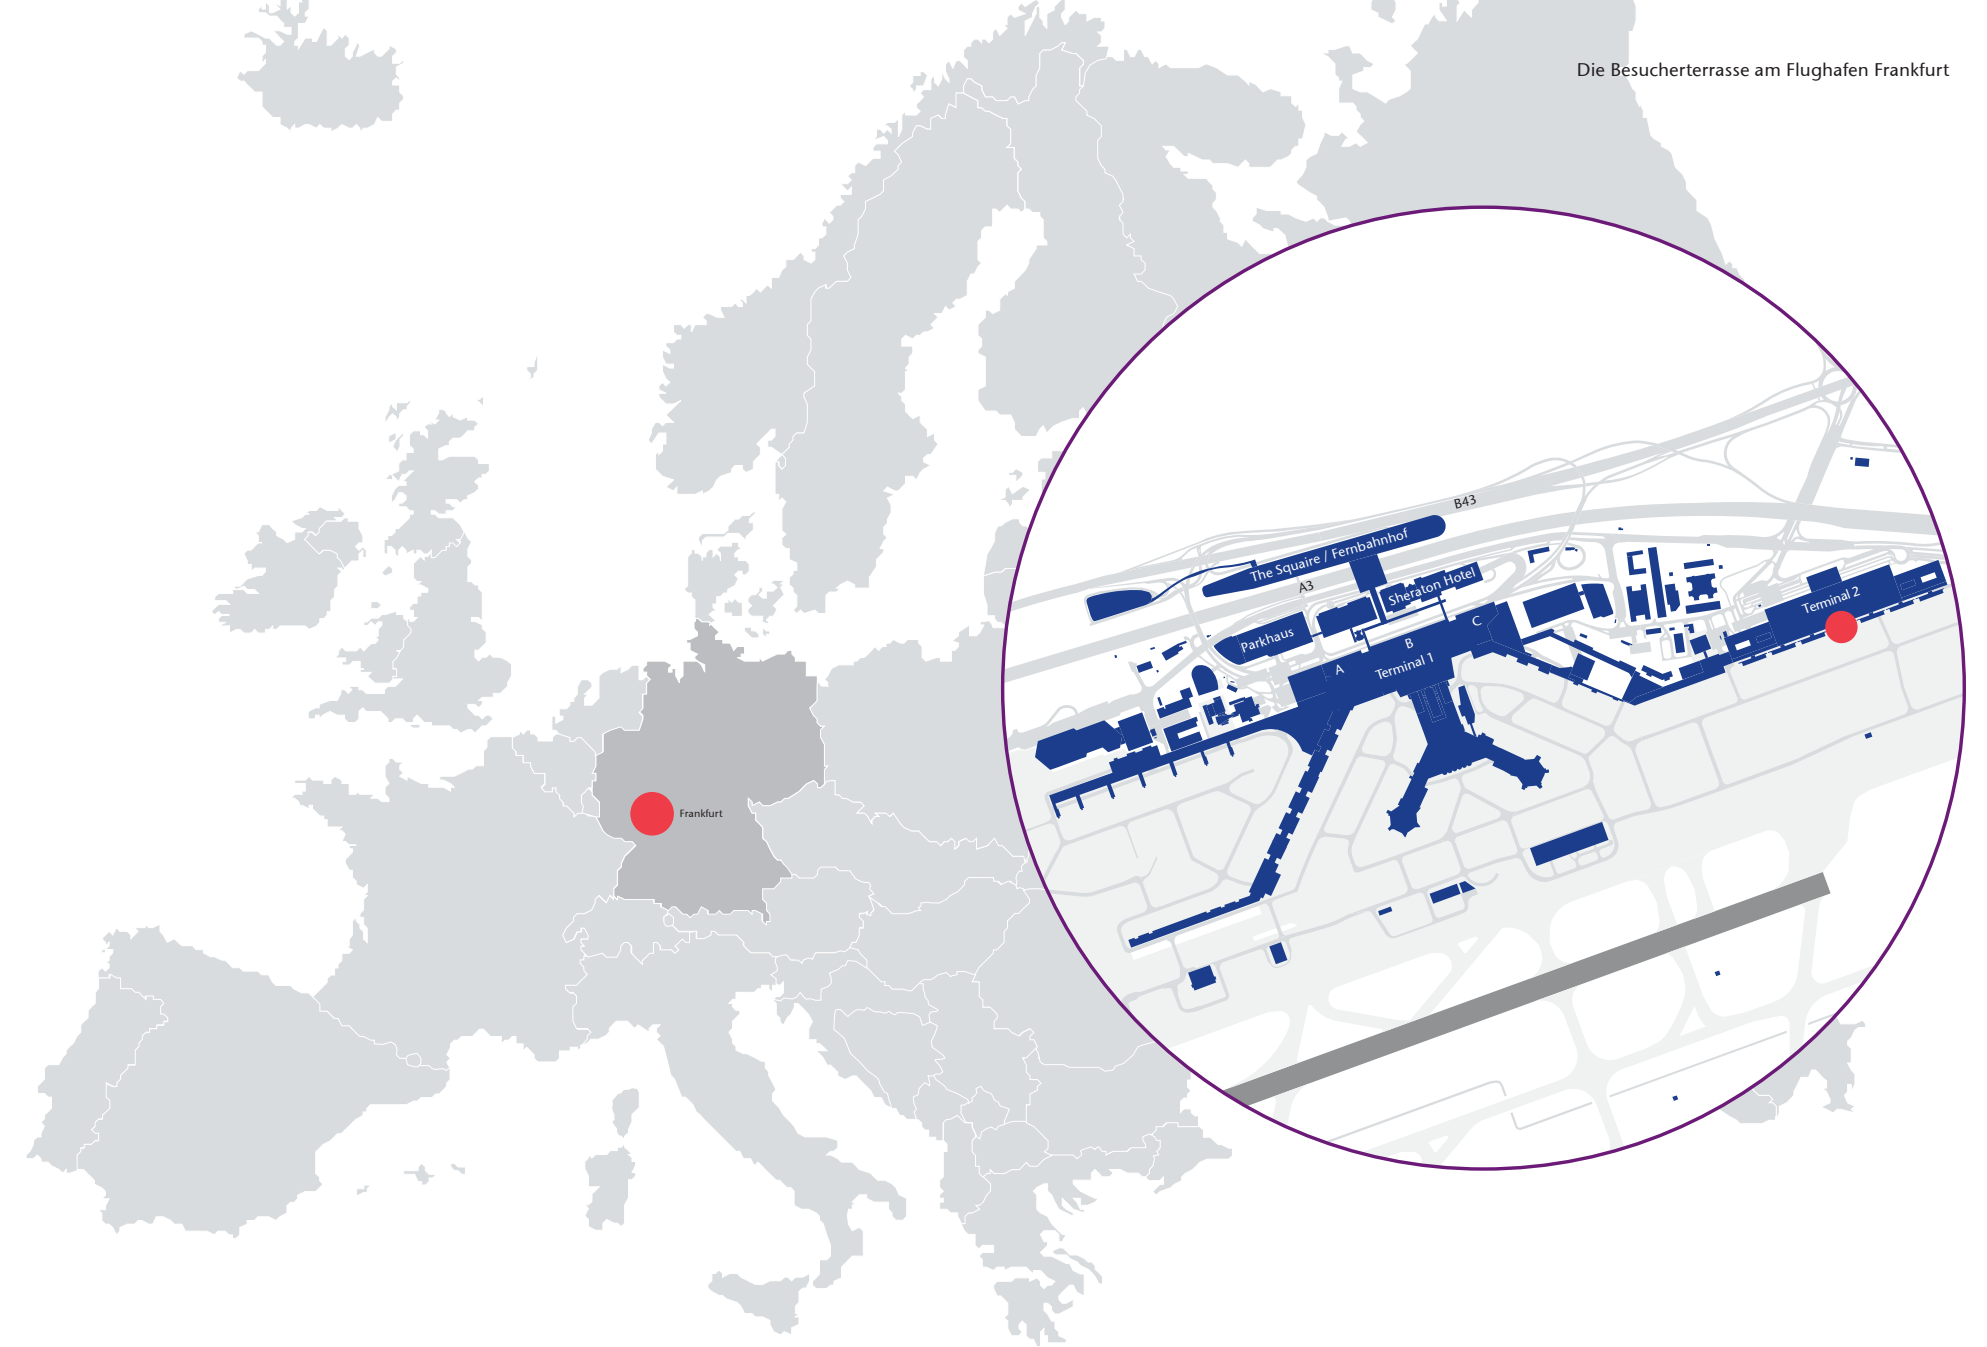 Die Besucherterrasse am Flughafen Frankfurt
B43
The Squaire / Fernbahnhof
A3
Sheraton Hotel
Parkhaus
Terminal 2
A
B
C
Terminal 1
Frankfurt